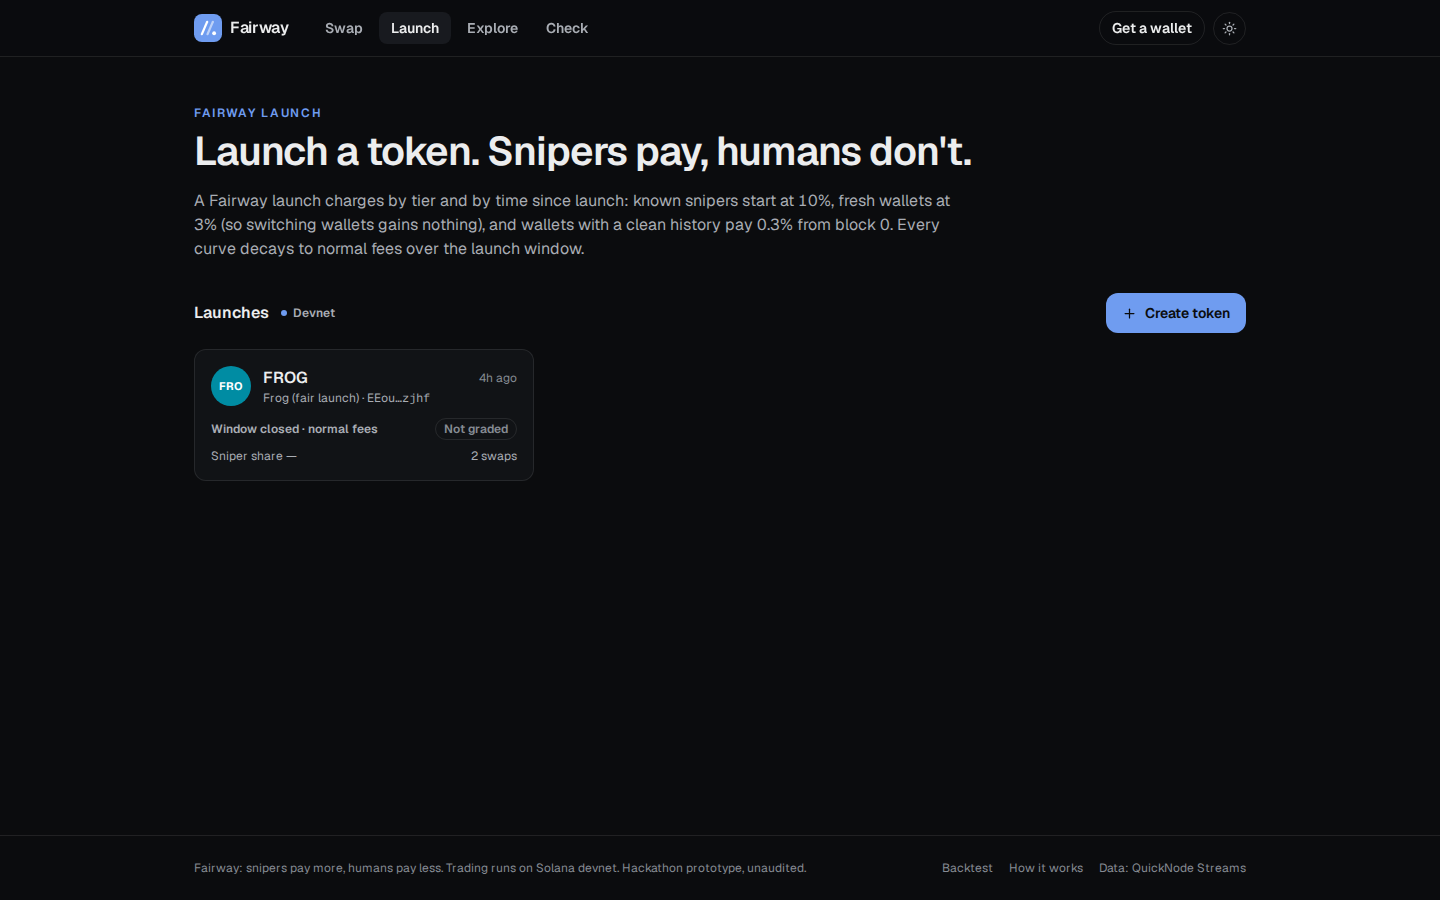 Fairway
Swap
Launch
Explore
Check
Get a wallet
FAIRWAY LAUNCH
Launch a token. Snipers pay, humans don't.
A Fairway launch charges by tier and by time since launch: known snipers start at 10%, fresh wallets at
3% (so switching wallets gains nothing), and wallets with a clean history pay 0.3% from block 0. Every
curve decays to normal fees over the launch window.
Launches
Devnet
+ Create token
FRO
FROG
4h ago
Frog (fair launch) · EEou…zjhf
Window closed · normal fees
Not graded
Sniper share —
2 swaps
Fairway: snipers pay more, humans pay less. Trading runs on Solana devnet. Hackathon prototype, unaudited.
Backtest
How it works
Data: QuickNode Streams